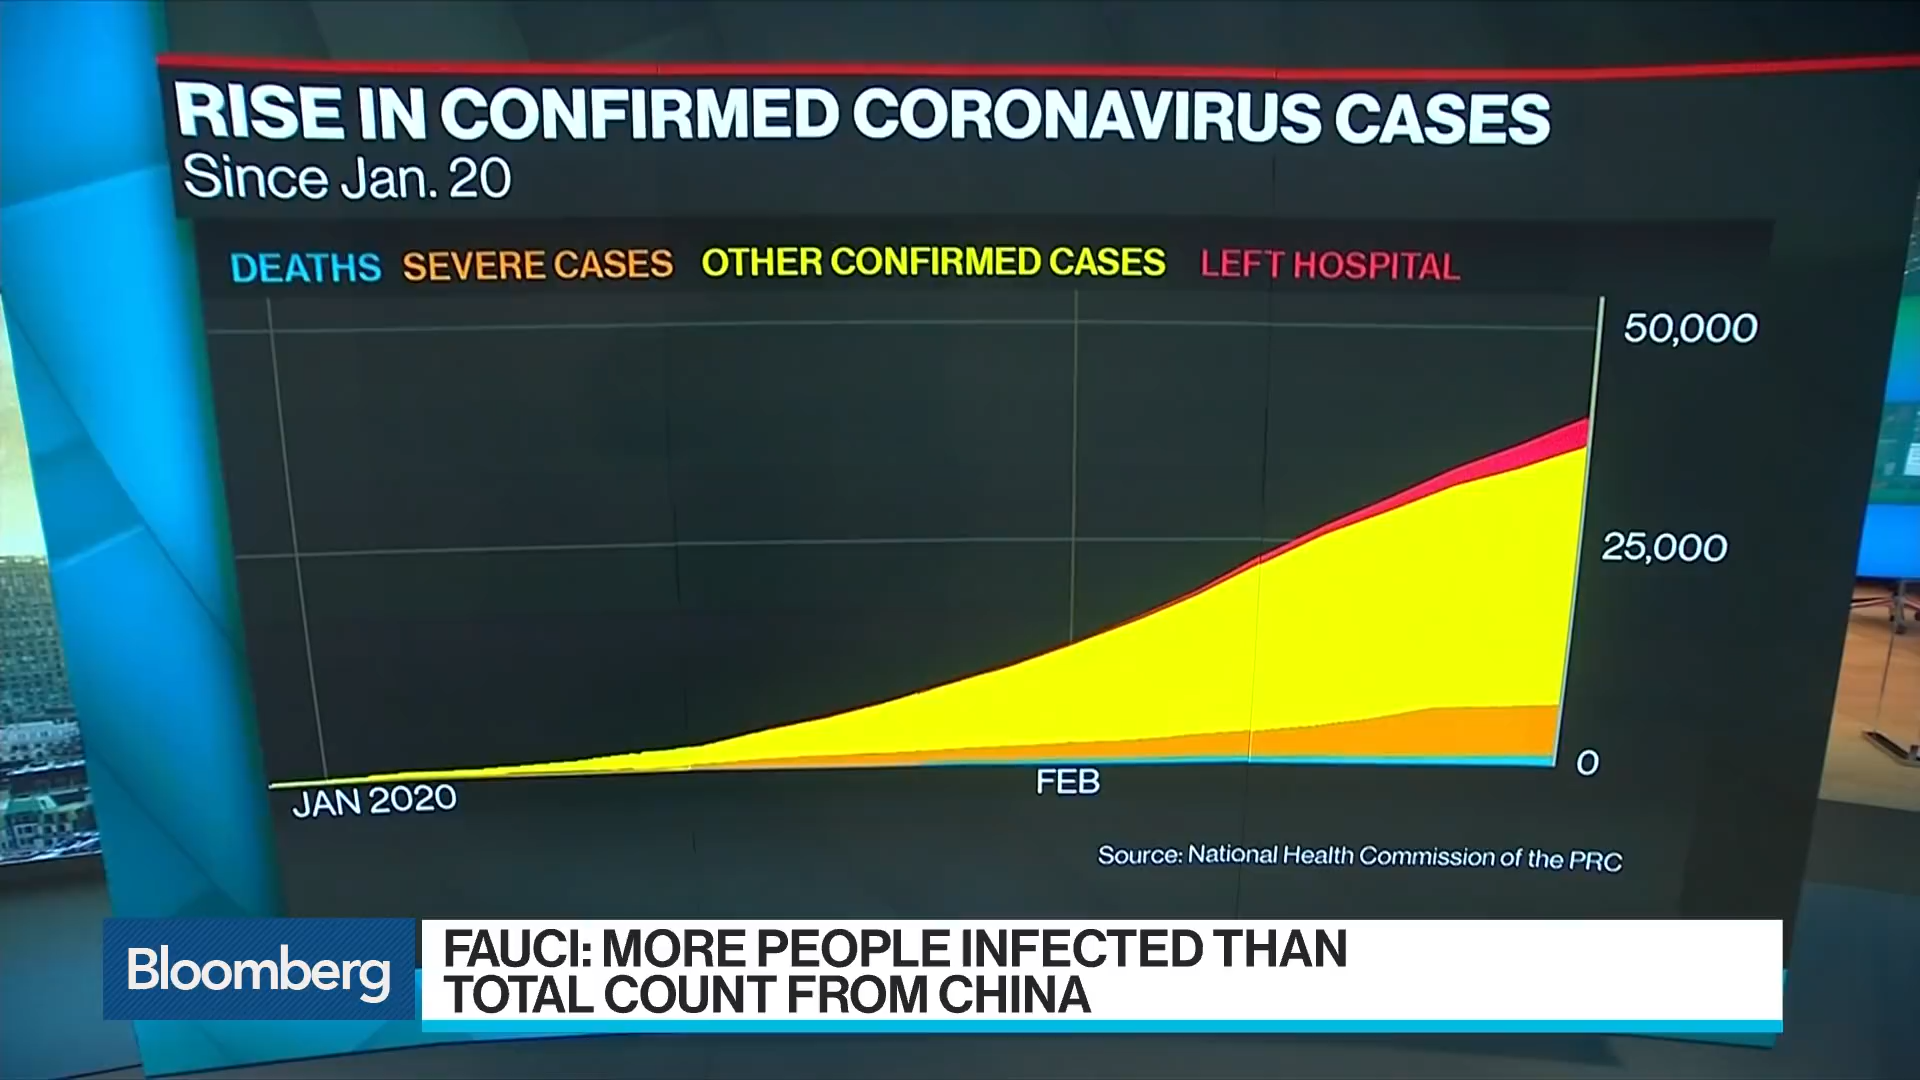 RISE IN CONFIRMED CORONAVIRUS CASES
Since Jan. 20
DEATHS SEVERE CASES OTHER CONFIRMED CASES LEFT HOSPITAL
50,000
25,000
0
JAN 2020 FEB
Source: National Health Commission of the PRC
Bloomberg
FAUCI: MORE PEOPLE INFECTED THAN
TOTAL COUNT FROM CHINA